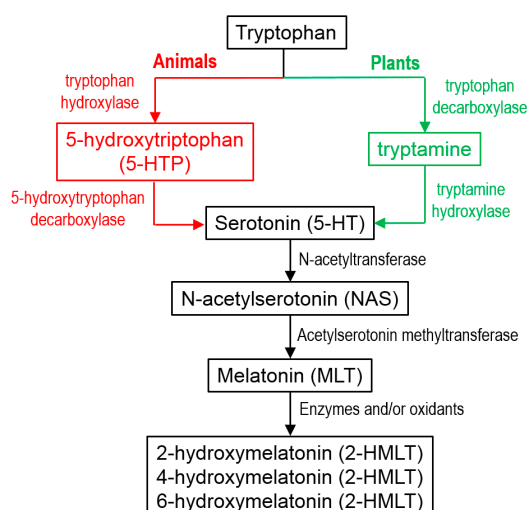 Tryptophan
Animals
Plants
tryptophan
hydroxylase
tryptophan
decarboxylase
5-hydroxytriptophan
(5-HTP)
tryptamine
5-hydroxytryptophan
decarboxylase
tryptamine
hydroxylase
Serotonin (5-HT)
N-acetyltransferase
N-acetylserotonin (NAS)
Acetylserotonin methyltransferase
Melatonin (MLT)
Enzymes and/or oxidants
2-hydroxymelatonin (2-HMLT)
4-hydroxymelatonin (2-HMLT)
6-hydroxymelatonin (2-HMLT)